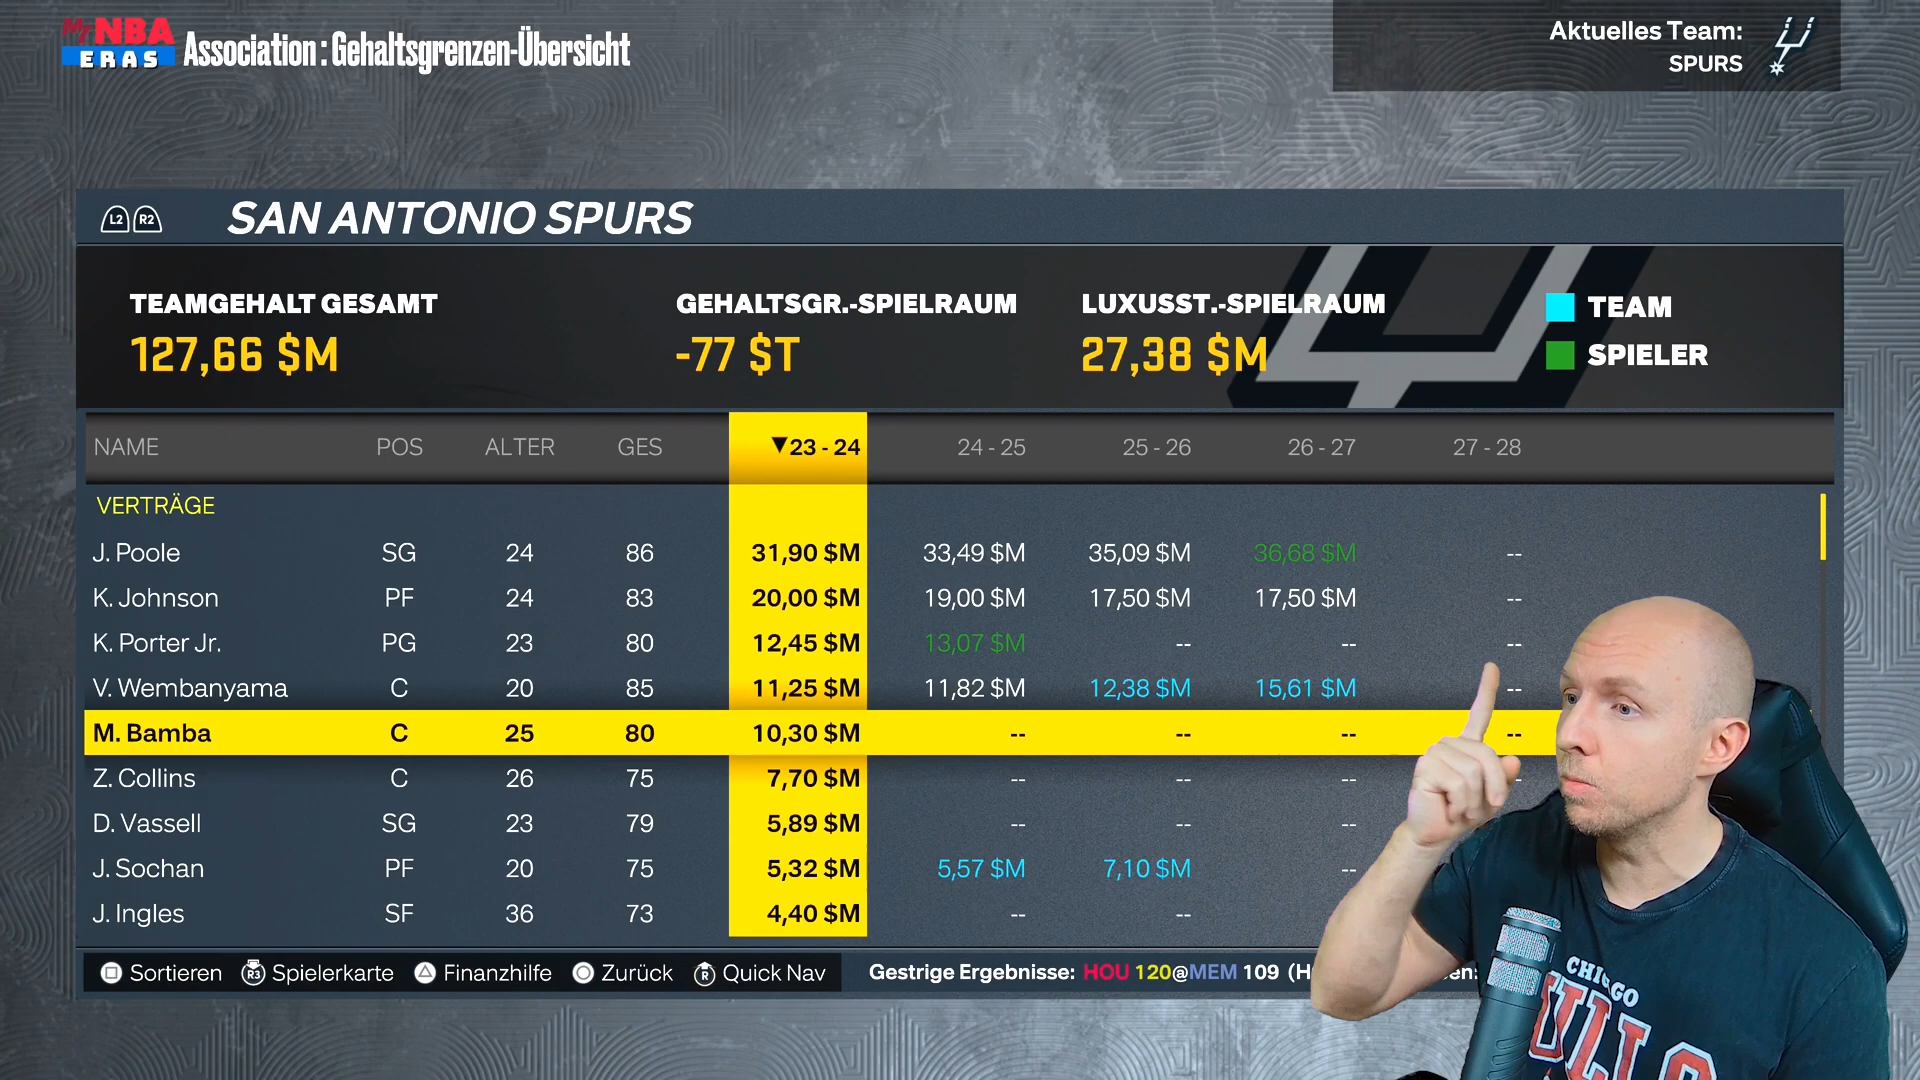 MyNBA ERAS Association : Gehaltsgrenzen-Übersicht
Aktuelles Team:
SPURS
L2 R2 SAN ANTONIO SPURS
TEAMGEHALT GESAMT GEHALTSGR.-SPIELRAUM LUXUSST.-SPIELRAUM TEAM
127,66 $M -77 $T 27,38 $M SPIELER
NAME POS ALTER GES ▼23 - 24 24 - 25 25 - 26 26 - 27 27 - 28
VERTRÄGE
J. Poole SG 24 86 31,90 $M 33,49 $M 35,09 $M 36,68 $M --
K. Johnson PF 24 83 20,00 $M 19,00 $M 17,50 $M 17,50 $M --
K. Porter Jr. PG 23 80 12,45 $M 13,07 $M -- -- --
V. Wembanyama C 20 85 11,25 $M 11,82 $M 12,38 $M 15,61 $M --
M. Bamba C 25 80 10,30 $M -- -- -- --
Z. Collins C 26 75 7,70 $M -- -- -- --
D. Vassell SG 23 79 5,89 $M -- -- --
J. Sochan PF 20 75 5,32 $M 5,57 $M 7,10 $M --
J. Ingles SF 36 73 4,40 $M -- --
Sortieren R3 Spielerkarte Finanzhilfe Zurück R Quick Nav Gestrige Ergebnisse: HOU 120@MEM 109
CHICAGO
BULLS